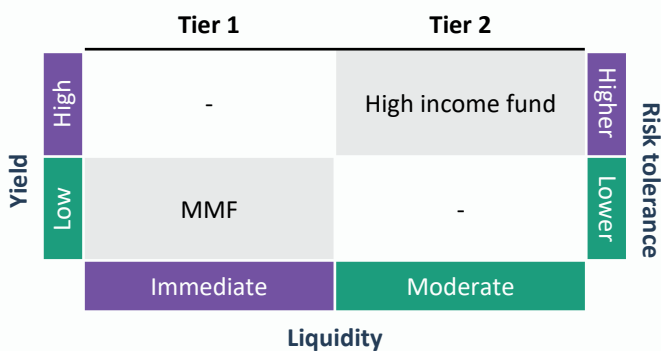 Tier 1
Tier 2
Yield
High
-
High income fund
Higher
Risk tolerance
Low
MMF
-
Lower
Immediate
Moderate
Liquidity